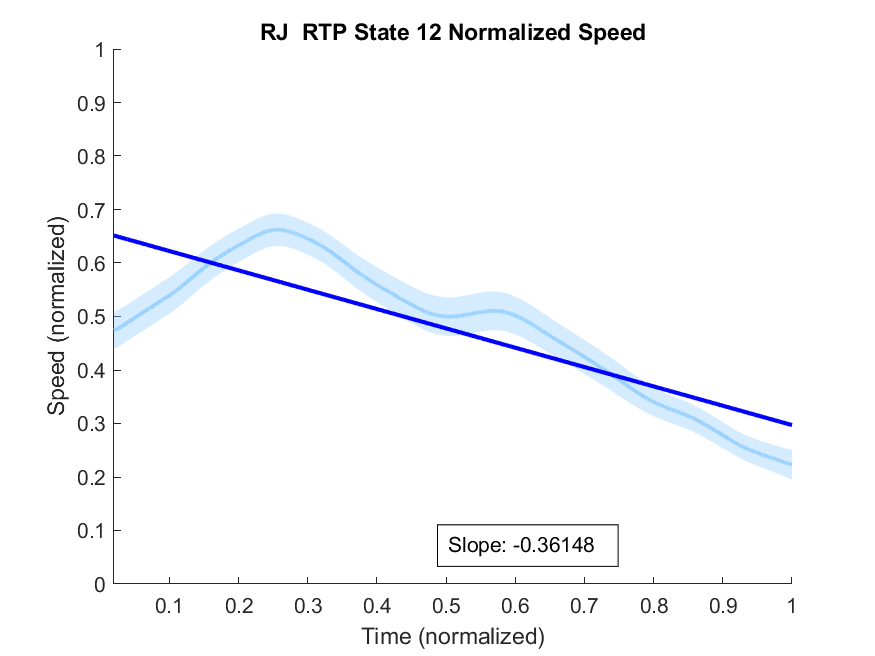 RJ  RTP State 12 Normalized Speed
1
0.9
0.8
0.7
0.6
0.5
0.4
0.3
0.2
0.1
0
Speed (normalized)
Slope: -0.36148
0.1 0.2 0.3 0.4 0.5 0.6 0.7 0.8 0.9 1
Time (normalized)